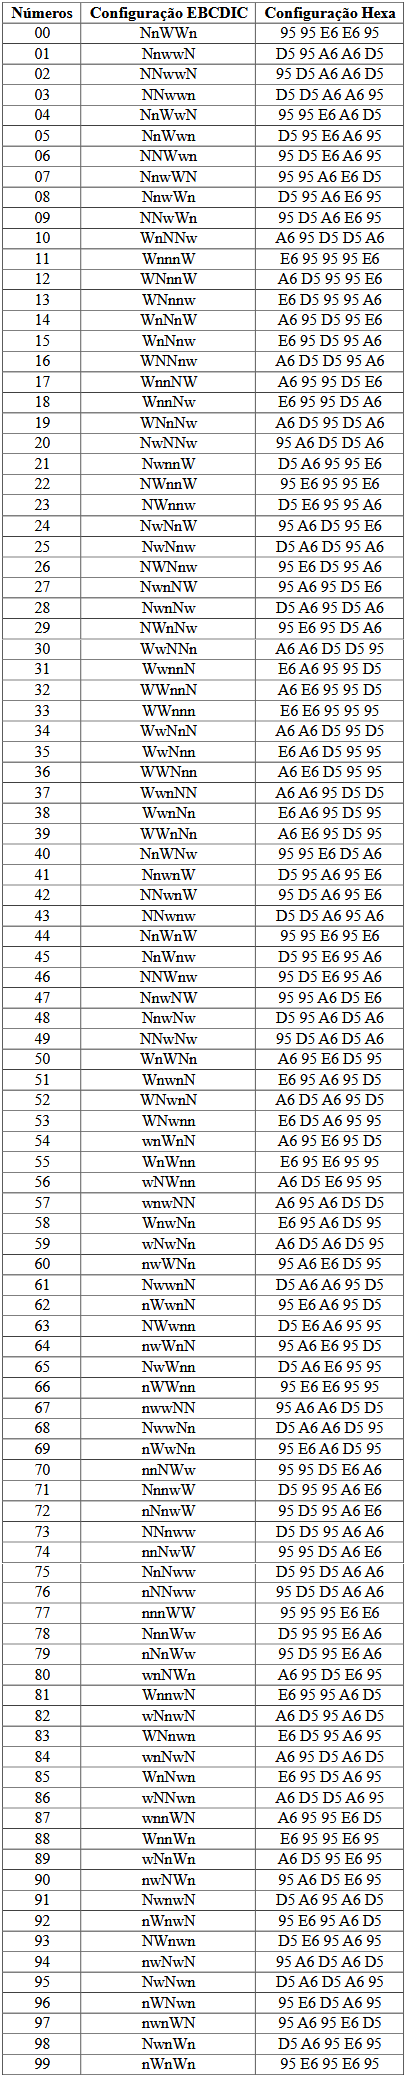 Números Configuração EBCDIC Configuração Hexa
00 NnWWn 95 95 E6 E6 95
01 NnwwN D5 95 A6 A6 D5
02 NNwwN 95 D5 A6 A6 D5
03 NNwwn D5 D5 A6 A6 95
04 NnWwN 95 95 E6 A6 D5
05 NnWwn D5 95 E6 A6 95
06 NNWwn 95 D5 E6 A6 95
07 NnwWN 95 95 A6 E6 D5
08 NnwWn D5 95 A6 E6 95
09 NNwWn 95 D5 A6 E6 95
10 WnNNw A6 95 D5 D5 A6
11 WnnnW E6 95 95 95 E6
12 WNnnW A6 D5 95 95 E6
13 WNnnw E6 D5 95 95 A6
14 WnNnW A6 95 D5 95 E6
15 WnNnw E6 95 D5 95 A6
16 WNNnw A6 D5 D5 95 A6
17 WnnNW A6 95 95 D5 E6
18 WnnNw E6 95 95 D5 A6
19 WNnNw A6 D5 95 D5 A6
20 NwNNw 95 A6 D5 D5 A6
21 NwnnW D5 A6 95 95 E6
22 NWnnW 95 E6 95 95 E6
23 NWnnw D5 E6 95 95 A6
24 NwNnW 95 A6 D5 95 E6
25 NwNnw D5 A6 D5 95 A6
26 NWNnw 95 E6 D5 95 A6
27 NwnNW 95 A6 95 D5 E6
28 NwnNw D5 A6 95 D5 A6
29 NWnNw 95 E6 95 D5 A6
30 WwNNn A6 A6 D5 D5 95
31 WwnnN E6 A6 95 95 D5
32 WWnnN A6 E6 95 95 D5
33 WWnnn E6 E6 95 95 95
34 WwNnN A6 A6 D5 95 D5
35 WwNnn E6 A6 D5 95 95
36 WWNnn A6 E6 D5 95 95
37 WwnNN A6 A6 95 D5 D5
38 WwnNn E6 A6 95 D5 95
39 WWnNn A6 E6 95 D5 95
40 NnWNw 95 95 E6 D5 A6
41 NnwnW D5 95 A6 95 E6
42 NNwnW 95 D5 A6 95 E6
43 NNwnw D5 D5 A6 95 A6
44 NnWnW 95 95 E6 95 E6
45 NnWnw D5 95 E6 95 A6
46 NNWnw 95 D5 E6 95 A6
47 NnwNW 95 95 A6 D5 E6
48 NnwNw D5 95 A6 D5 A6
49 NNwNw 95 D5 A6 D5 A6
50 WnWNn A6 95 E6 D5 95
51 WnwnN E6 95 A6 95 D5
52 WNwnN A6 D5 A6 95 D5
53 WNwnn E6 D5 A6 95 95
54 wnWnN A6 95 E6 95 D5
55 WnWnn E6 95 E6 95 95
56 wNWnn A6 D5 E6 95 95
57 wnwNN A6 95 A6 D5 D5
58 WnwNn E6 95 A6 D5 95
59 wNwNn A6 D5 A6 D5 95
60 nwWNn 95 A6 E6 D5 95
61 NwwnN D5 A6 A6 95 D5
62 nWwnN 95 E6 A6 95 D5
63 NWwnn D5 E6 A6 95 95
64 nwWnN 95 A6 E6 95 D5
65 NwWnn D5 A6 E6 95 95
66 nWWnn 95 E6 E6 95 95
67 nwwNN 95 A6 A6 D5 D5
68 NwwNn D5 A6 A6 D5 95
69 nWwNn 95 E6 A6 D5 95
70 nnNWw 95 95 D5 E6 A6
71 NnnwW D5 95 95 A6 E6
72 nNnwW 95 D5 95 A6 E6
73 NNnww D5 D5 95 A6 A6
74 nnNwW 95 95 D5 A6 E6
75 NnNww D5 95 D5 A6 A6
76 nNNww 95 D5 D5 A6 A6
77 nnnWW 95 95 95 E6 E6
78 NnnWw D5 95 95 E6 A6
79 nNnWw 95 D5 95 E6 A6
80 wnNWn A6 95 D5 E6 95
81 WnnwN E6 95 95 A6 D5
82 wNnwN A6 D5 95 A6 D5
83 WNnwn E6 D5 95 A6 95
84 wnNwN A6 95 D5 A6 D5
85 WnNwn E6 95 D5 A6 95
86 wNNwn A6 D5 D5 A6 95
87 wnnWN A6 95 95 E6 D5
88 WnnWn E6 95 95 E6 95
89 wNnWn A6 D5 95 E6 95
90 nwNWn 95 A6 D5 E6 95
91 NwnwN D5 A6 95 A6 D5
92 nWnwN 95 E6 95 A6 D5
93 NWnwn D5 E6 95 A6 95
94 nwNwN 95 A6 D5 A6 D5
95 NwNwn D5 A6 D5 A6 95
96 nWNwn 95 E6 D5 A6 95
97 nwnWN 95 A6 95 E6 D5
98 NwnWn D5 A6 95 E6 95
99 nWnWn 95 E6 95 E6 95